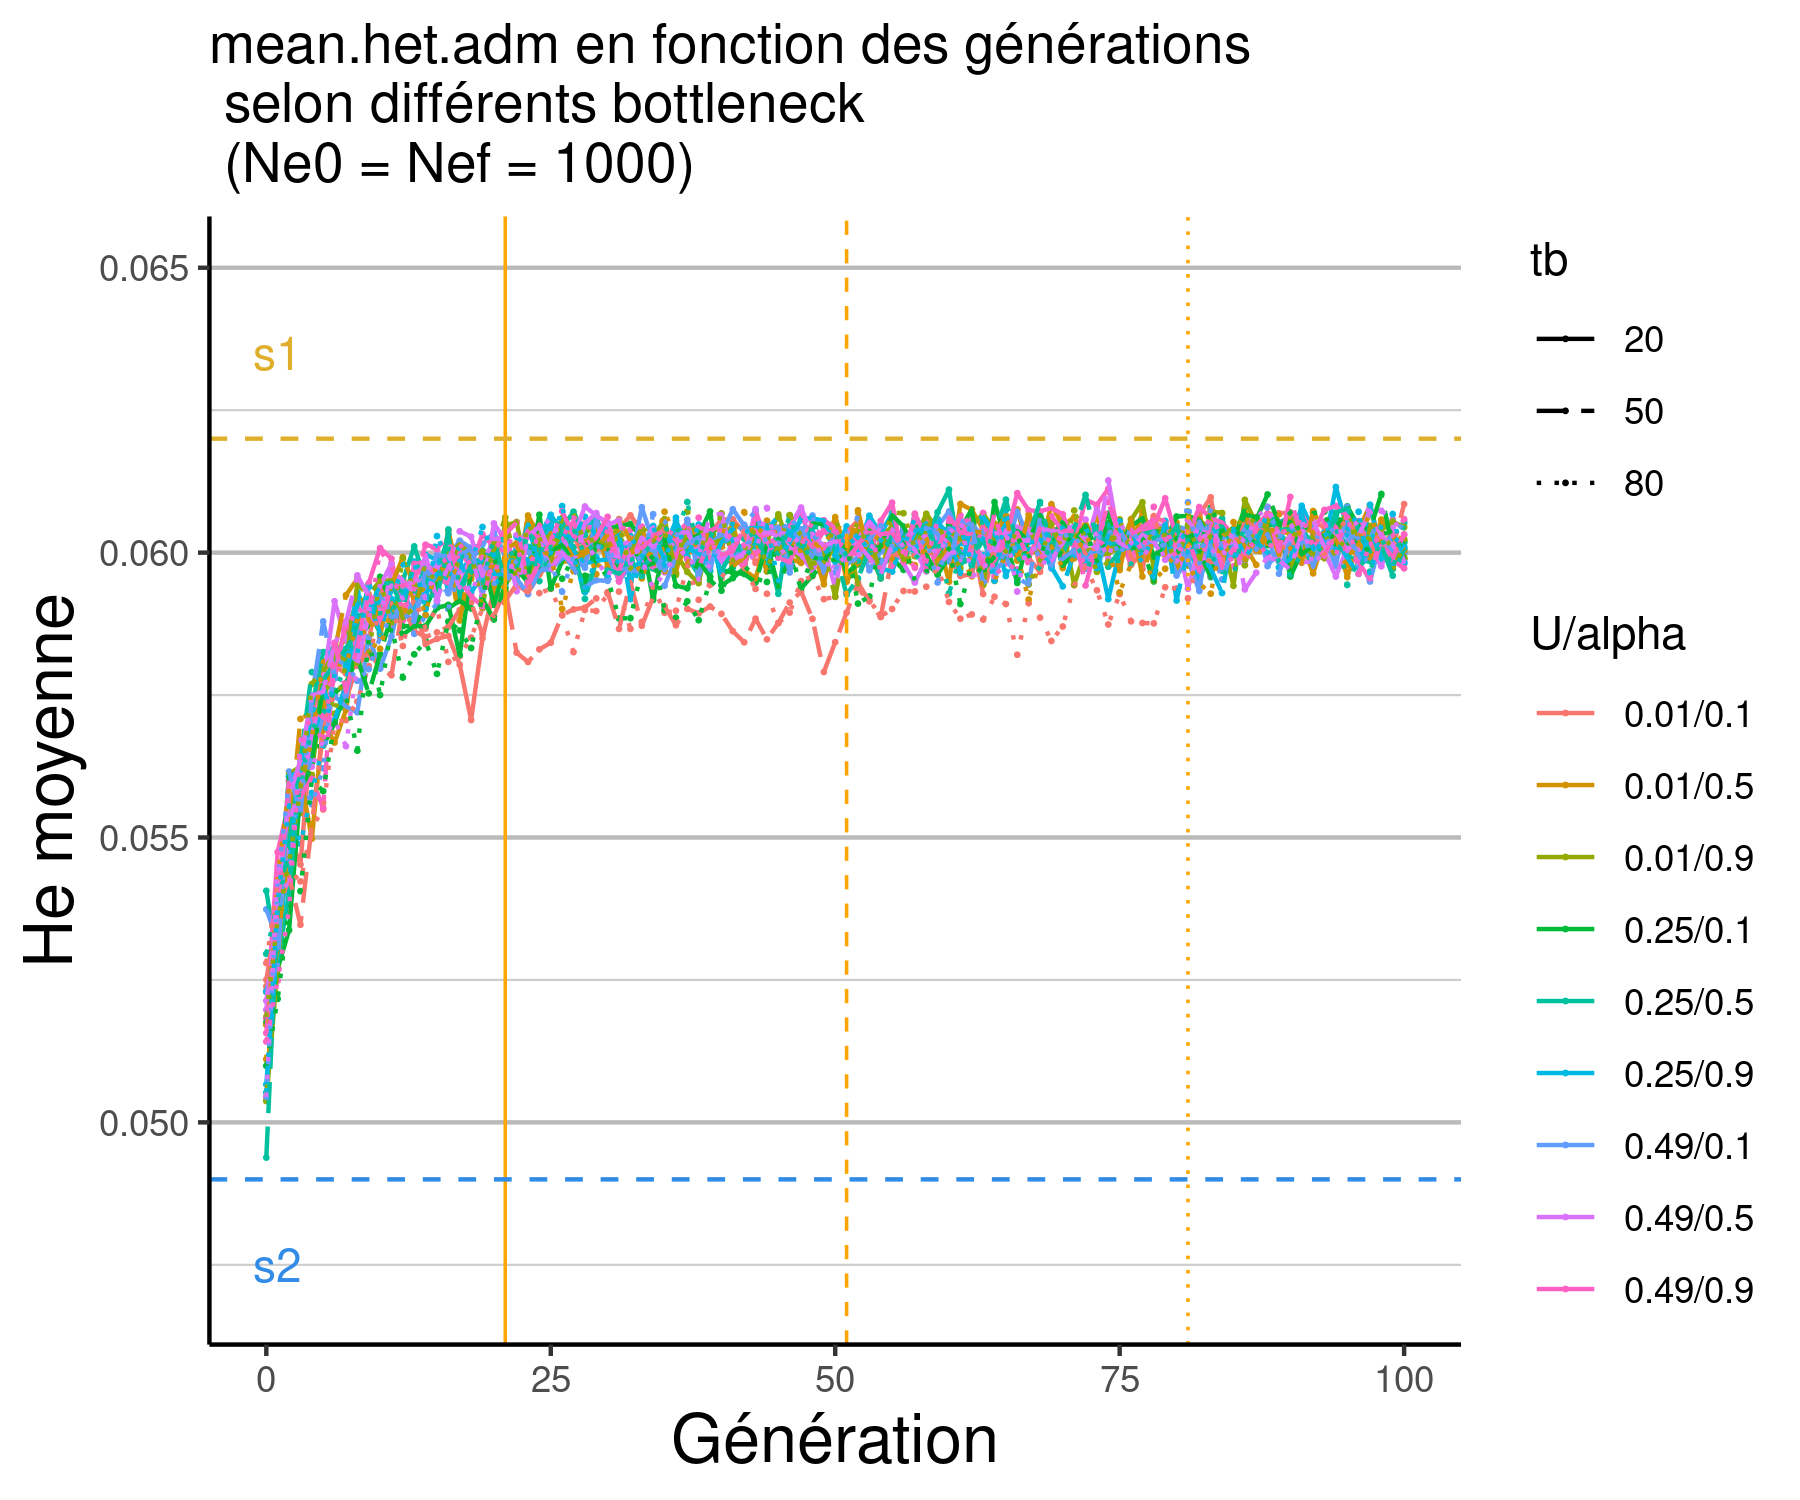 mean.het.adm en fonction des générations
selon différents bottleneck
(Ne0 = Nef = 1000)
He moyenne
0.065
0.060
0.055
0.050
s1
s2
0
25
50
75
100
Génération
tb
20
50
80
U/alpha
0.01/0.1
0.01/0.5
0.01/0.9
0.25/0.1
0.25/0.5
0.25/0.9
0.49/0.1
0.49/0.5
0.49/0.9